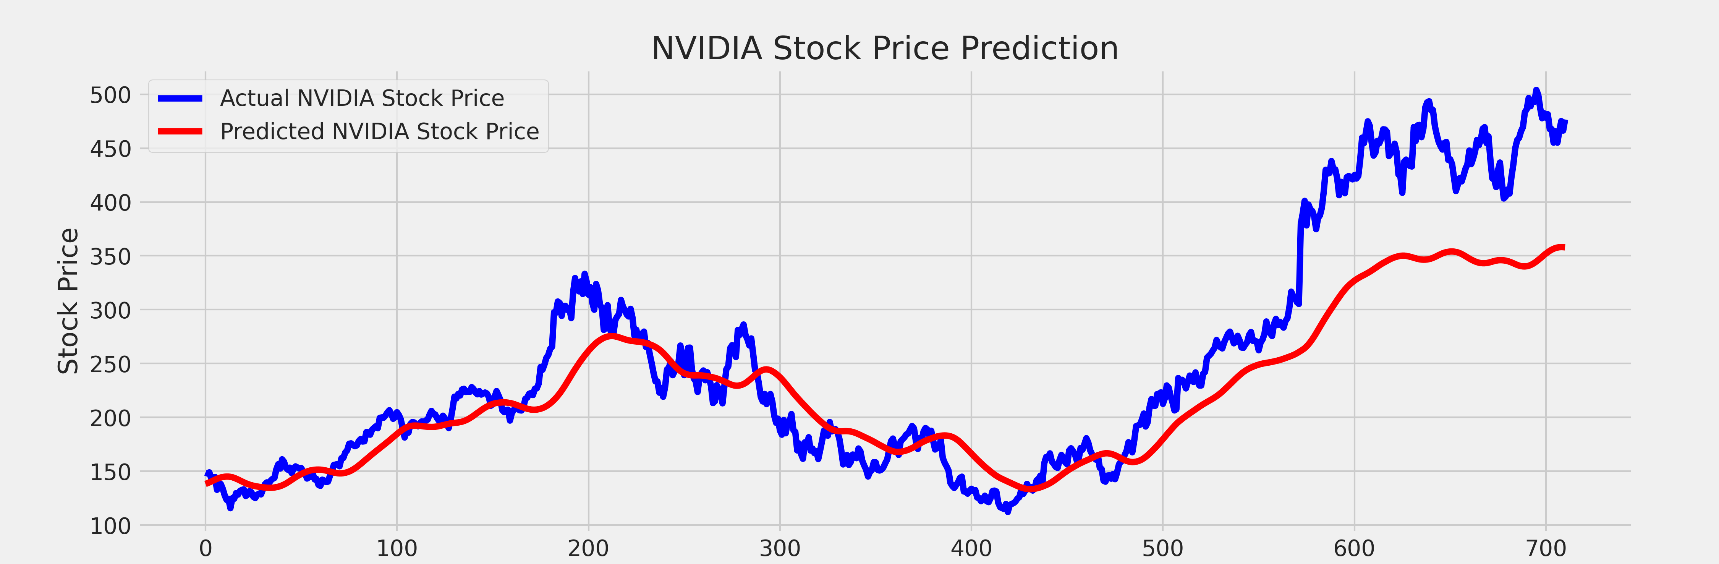 NVIDIA Stock Price Prediction
Actual NVIDIA Stock Price
Predicted NVIDIA Stock Price
Stock Price
500
450
400
350
300
250
200
150
100
0 100 200 300 400 500 600 700